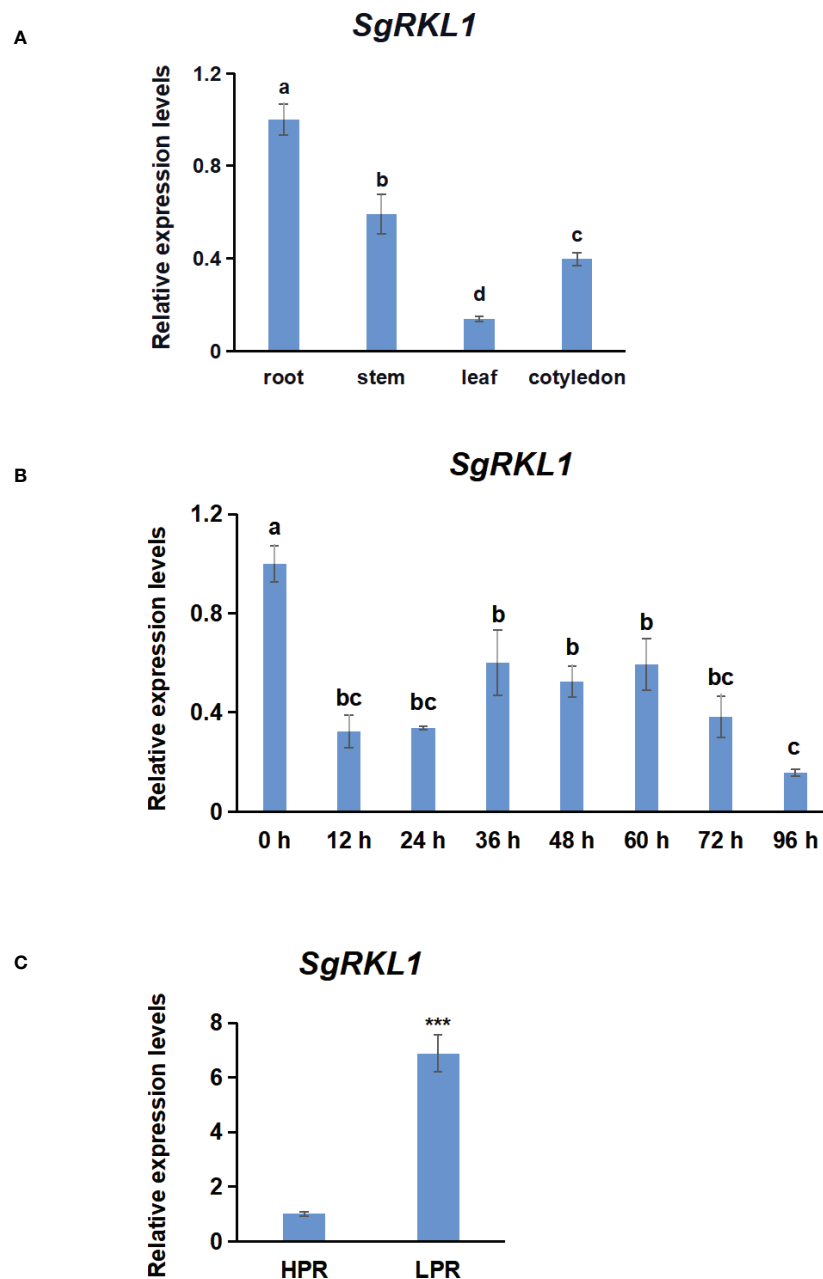 A
SgRKL1
Relative expression levels
1.2
0.8
0.4
0
a
b
d
c
root stem leaf cotyledon
B
SgRKL1
Relative expression levels
1.2
0.8
0.4
0
a
bc
bc
b
b
b
bc
c
0 h 12 h 24 h 36 h 48 h 60 h 72 h 96 h
C
SgRKL1
Relative expression levels
8
6
4
2
0
***
HPR LPR